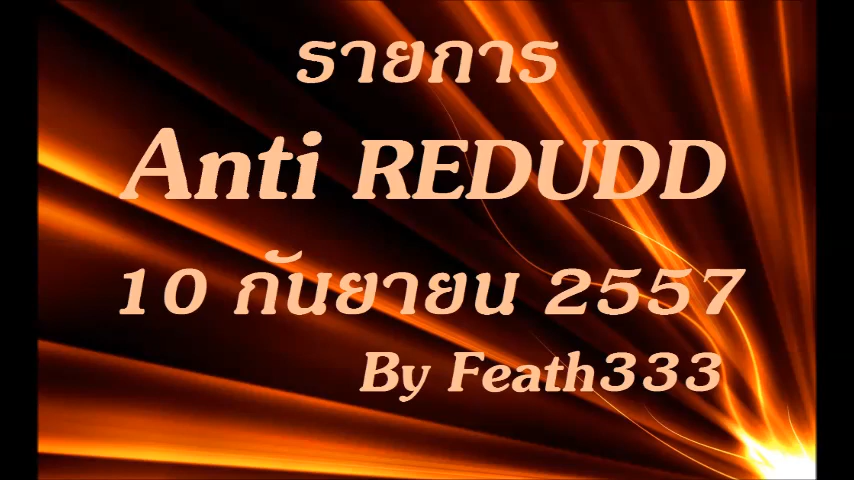 รายการ
Anti REDUDD
10 กันยายน 2557
By Feath333